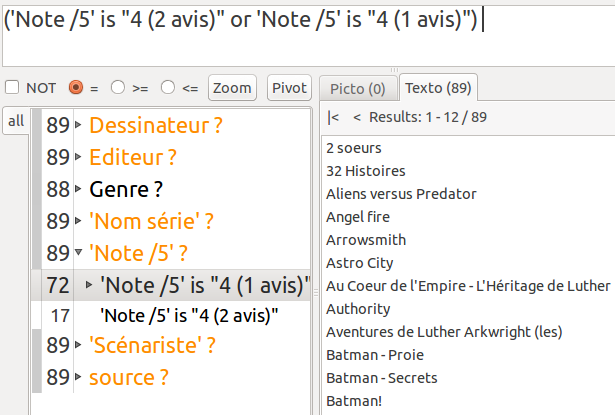 ('Note /5' is "4 (2 avis)" or 'Note /5' is "4 (1 avis)")
NOT = >= <= Zoom Pivot
all
89 Dessinateur ?
89 Editeur ?
88 Genre ?
89 'Nom série' ?
89 'Note /5' ?
72 'Note /5' is "4 (1 avis)"
17 'Note /5' is "4 (2 avis)"
89 'Scénariste' ?
89 source ?
Picto (0) Texto (89)
|< < Results: 1 - 12 / 89
2 soeurs
32 Histoires
Aliens versus Predator
Angel fire
Arrowsmith
Astro City
Au Coeur de l'Empire - L'Héritage de Luther
Authority
Aventures de Luther Arkwright (les)
Batman - Proie
Batman - Secrets
Batman!